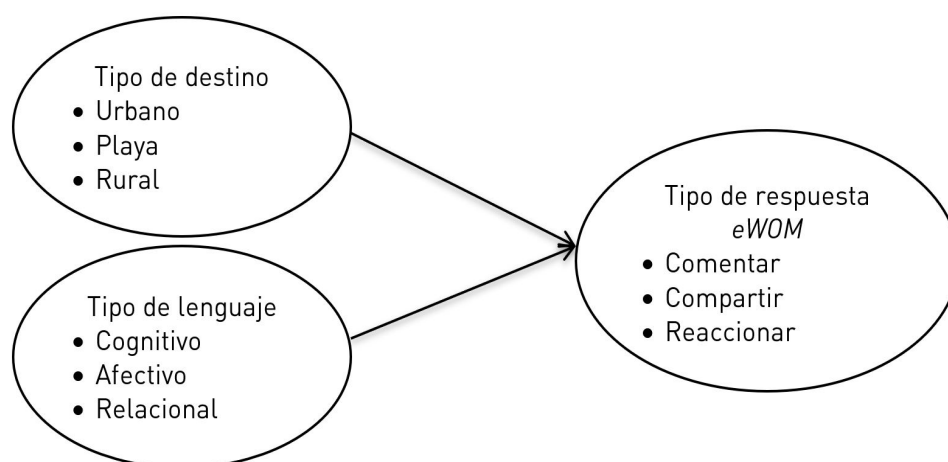 Tipo de destino
• Urbano
• Playa
• Rural
Tipo de lenguaje
• Cognitivo
• Afectivo
• Relacional
Tipo de respuesta
eWOM
• Comentar
• Compartir
• Reaccionar